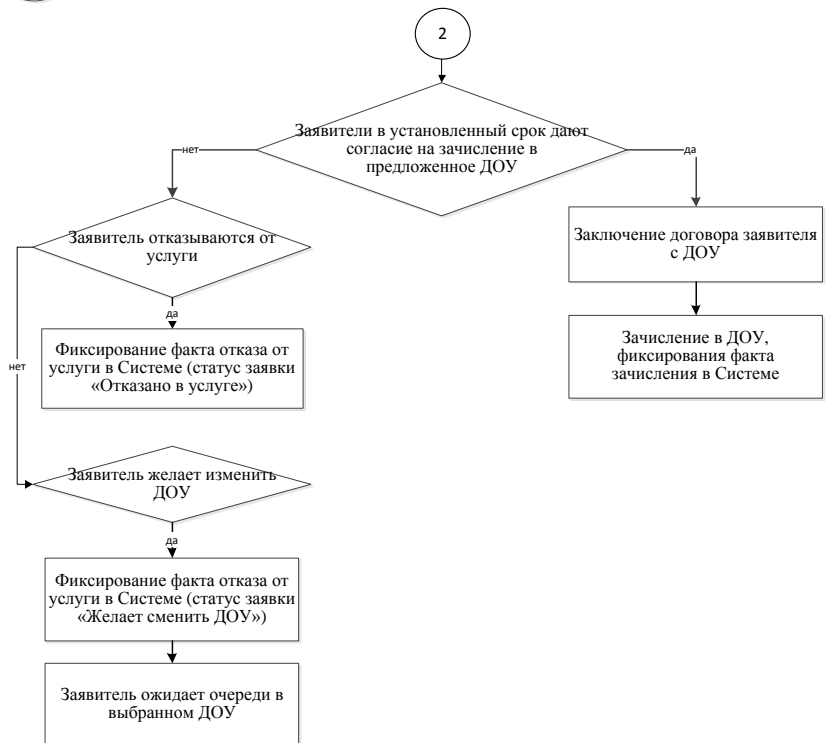 2
Заявители в установленный срок дают
согласие на зачисление в
предложенное ДОУ
нет
да
Заявитель отказываются от
услуги
Заключение договора заявителя
с ДОУ
да
Фиксирование факта отказа от
услуги в Системе (статус заявки
«Отказано в услуге»)
Зачисление в ДОУ,
фиксирования факта
зачисления в Системе
нет
Заявитель желает изменить
ДОУ
да
Фиксирование факта отказа от
услуги в Системе (статус заявки
«Желает сменить ДОУ»)
Заявитель ожидает очереди в
выбранном ДОУ